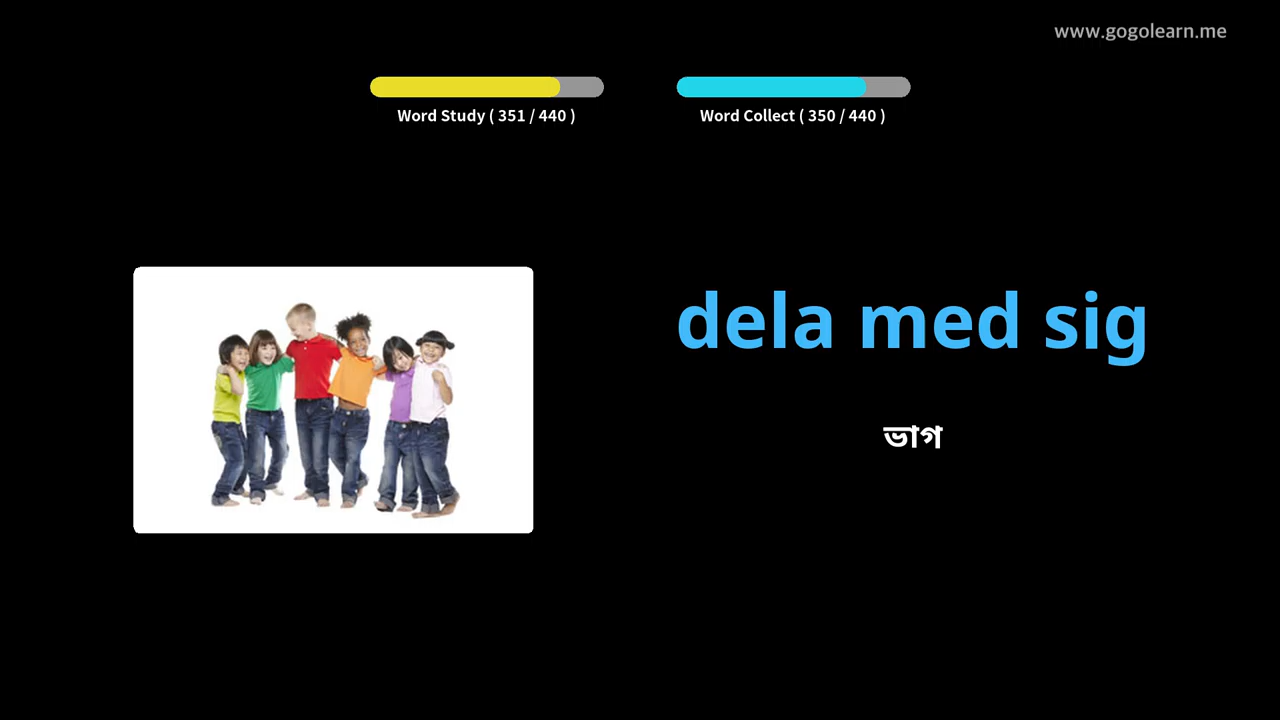 www.gogolearn.me
Word Study ( 351 / 440 )
Word Collect ( 350 / 440 )
dela med sig
ভাগ